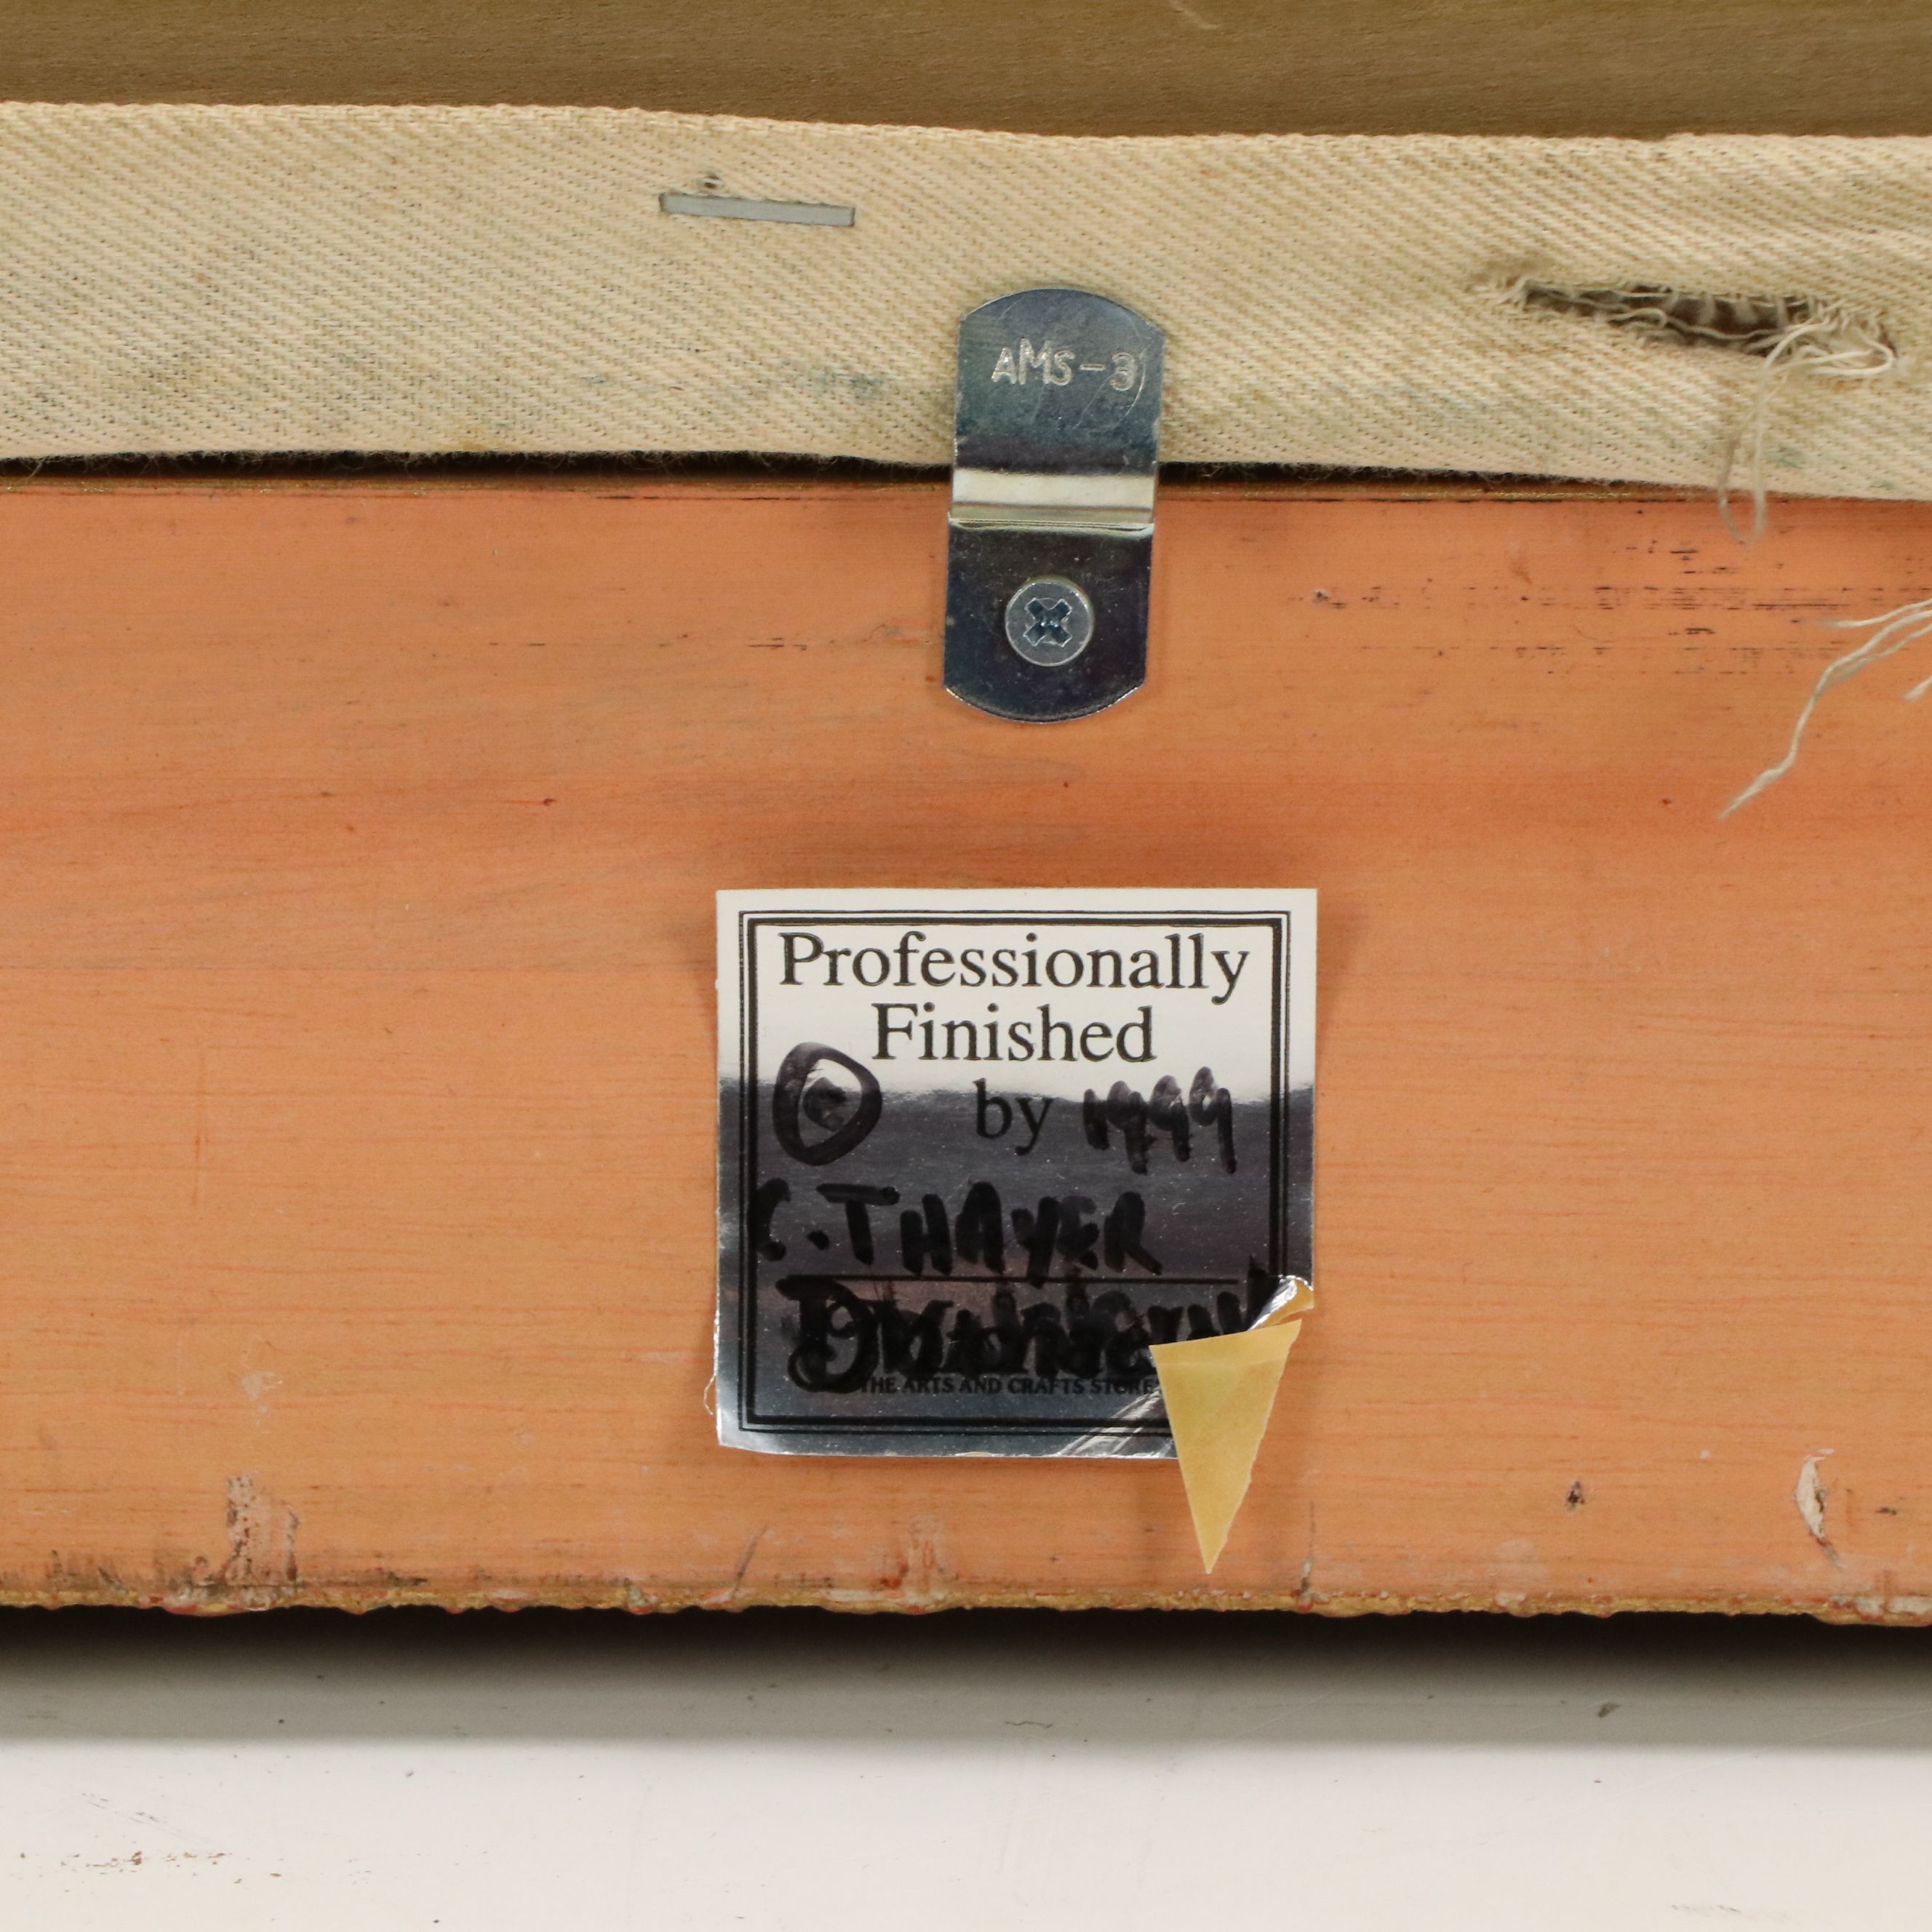 AMS-3
Professionally
Finished
© by 1999
C. THAYER
THE ARTS AND CRAFTS STORE